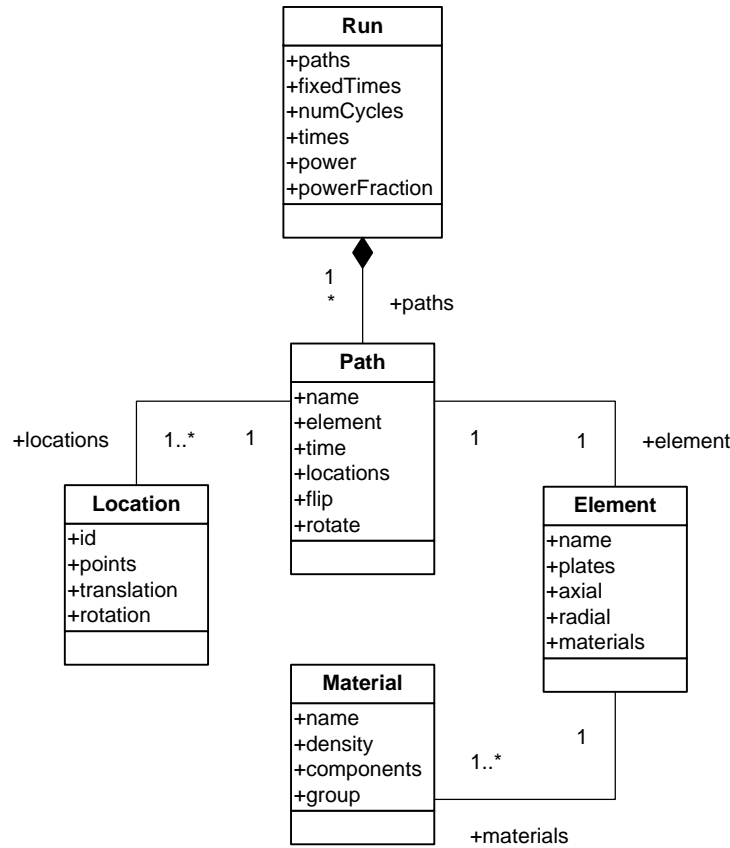 Run
+paths
+fixedTimes
+numCycles
+times
+power
+powerFraction
1
*
+paths
Path
+name
+element
+time
+locations
+flip
+rotate
+locations
1..*
1
1
1
+element
Location
+id
+points
+translation
+rotation
Element
+name
+plates
+axial
+radial
+materials
Material
+name
+density
+components
+group
1..*
1
+materials